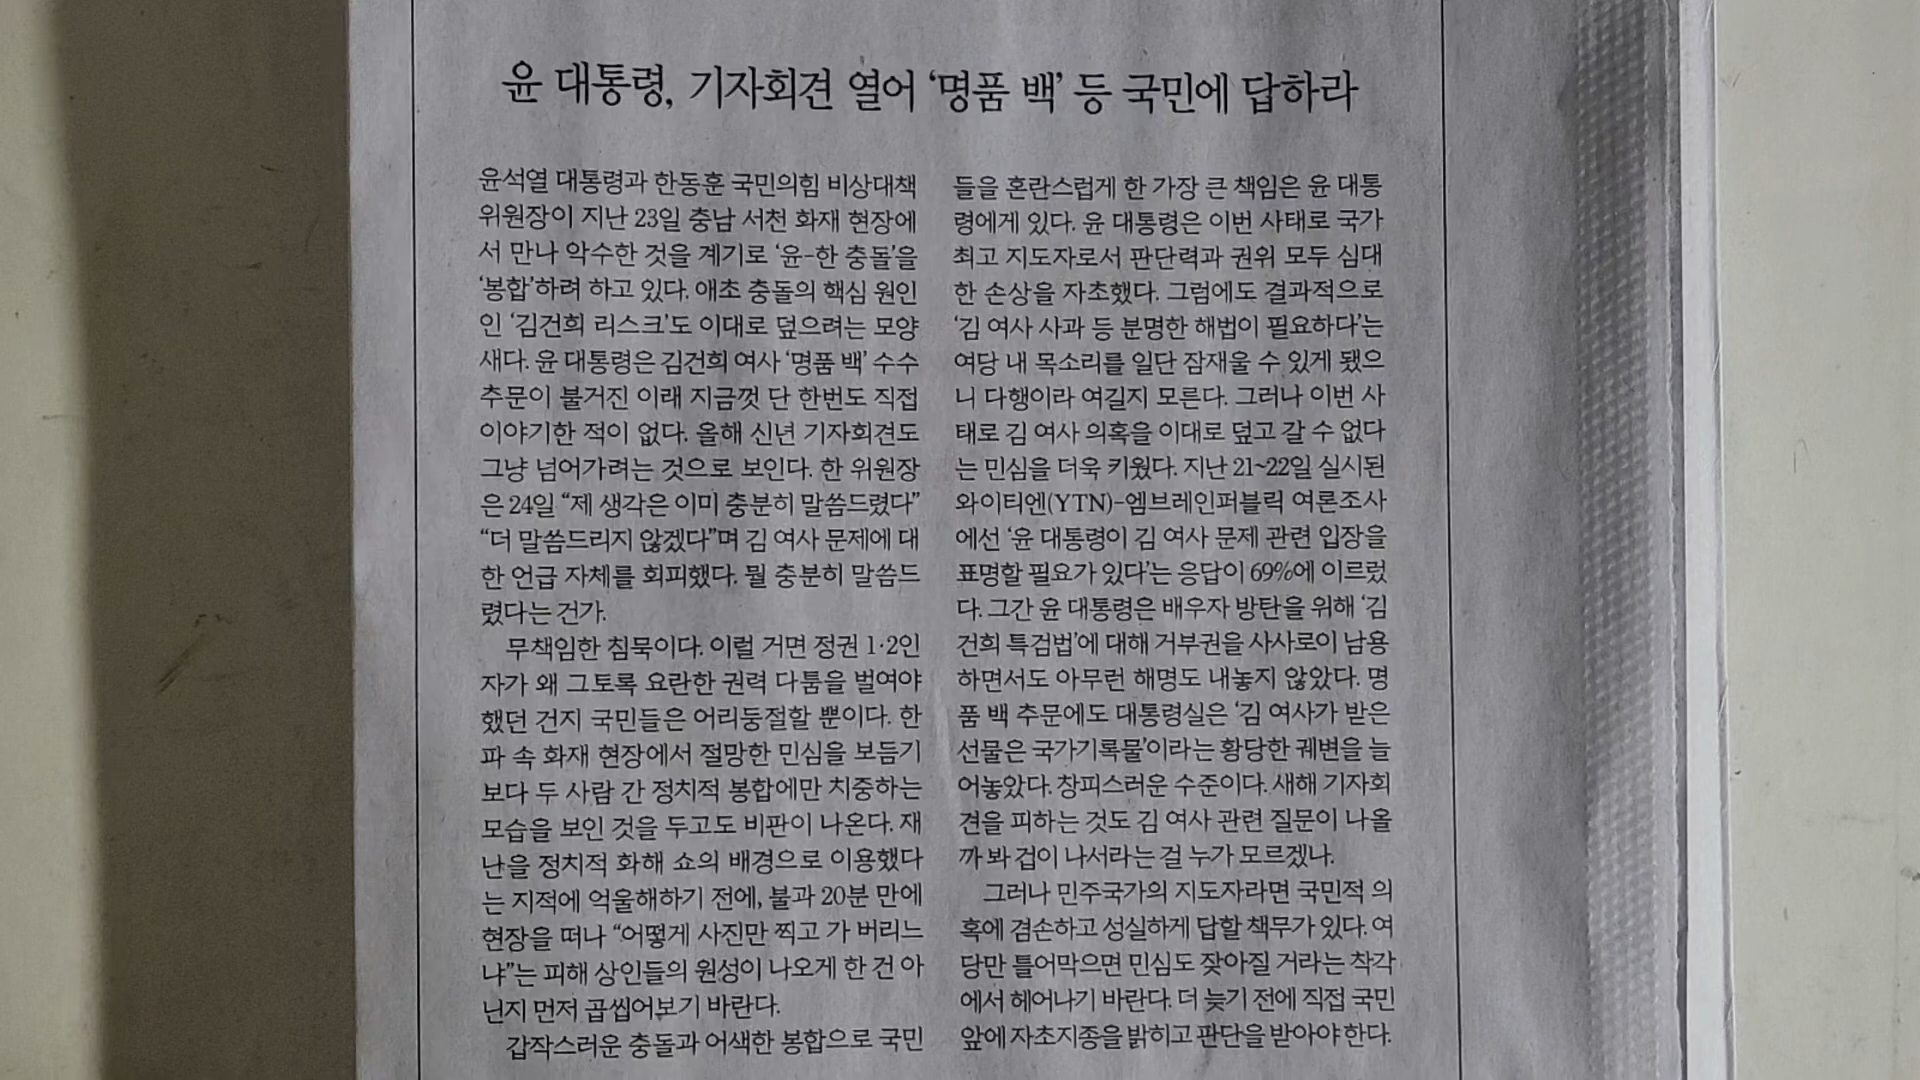 윤 대통령, 기자회견 열어 ‘명품 백’ 등 국민에 답하라
윤석열 대통령과 한동훈 국민의힘 비상대책
위원장이 지난 23일 충남 서천 화재 현장에
서 만나 악수한 것을 계기로 ‘윤-한 충돌’을
‘봉합’하려 하고 있다. 애초 충돌의 핵심 원인
인 ‘김건희 리스크’도 이대로 덮으려는 모양
새다. 윤 대통령은 김건희 여사 ‘명품 백’ 수수
추문이 불거진 이래 지금껏 단 한번도 직접
이야기한 적이 없다. 올해 신년 기자회견도
그냥 넘어가려는 것으로 보인다. 한 위원장
은 24일 “제 생각은 이미 충분히 말씀드렸다”
“더 말씀드리지 않겠다”며 김 여사 문제에 대
한 언급 자체를 회피했다. 뭘 충분히 말씀드
렸다는 건가.
무책임한 침묵이다. 이럴 거면 정권 1·2인
자가 왜 그토록 요란한 권력 다툼을 벌여야
했던 건지 국민들은 어리둥절할 뿐이다. 한
파 속 화재 현장에서 절망한 민심을 보듬기
보다 두 사람 간 정치적 봉합에만 치중하는
모습을 보인 것을 두고도 비판이 나온다. 재
난을 정치적 화해 쇼의 배경으로 이용했다
는 지적에 억울해하기 전에, 불과 20분 만에
현장을 떠나 “어떻게 사진만 찍고 가 버리느
냐”는 피해 상인들의 원성이 나오게 한 건 아
닌지 먼저 곱씹어보기 바란다.
갑작스러운 충돌과 어색한 봉합으로 국민
들을 혼란스럽게 한 가장 큰 책임은 윤 대통
령에게 있다. 윤 대통령은 이번 사태로 국가
최고 지도자로서 판단력과 권위 모두 심대
한 손상을 자초했다. 그럼에도 결과적으로
‘김 여사 사과 등 분명한 해법이 필요하다’는
여당 내 목소리를 일단 잠재울 수 있게 됐으
니 다행이라 여길지 모른다. 그러나 이번 사
태로 김 여사 의혹을 이대로 덮고 갈 수 없다
는 민심을 더욱 키웠다. 지난 21~22일 실시된
와이티엔(YTN)-엠브레인퍼블릭 여론조사
에선 ‘윤 대통령이 김 여사 문제 관련 입장을
표명할 필요가 있다’는 응답이 69%에 이르렀
다. 그간 윤 대통령은 배우자 방탄을 위해 ‘김
건희 특검법’에 대해 거부권을 사사로이 남용
하면서도 아무런 해명도 내놓지 않았다. 명
품 백 추문에도 대통령실은 ‘김 여사가 받은
선물은 국가기록물’이라는 황당한 궤변을 늘
어놓았다. 창피스러운 수준이다. 새해 기자회
견을 피하는 것도 김 여사 관련 질문이 나올
까 봐 겁이 나서라는 걸 누가 모르겠나.
그러나 민주국가의 지도자라면 국민적 의
혹에 겸손하고 성실하게 답할 책무가 있다. 여
당만 틀어막으면 민심도 잦아질 거라는 착각
에서 헤어나기 바란다. 더 늦기 전에 직접 국민
앞에 자초지종을 밝히고 판단을 받아야 한다.